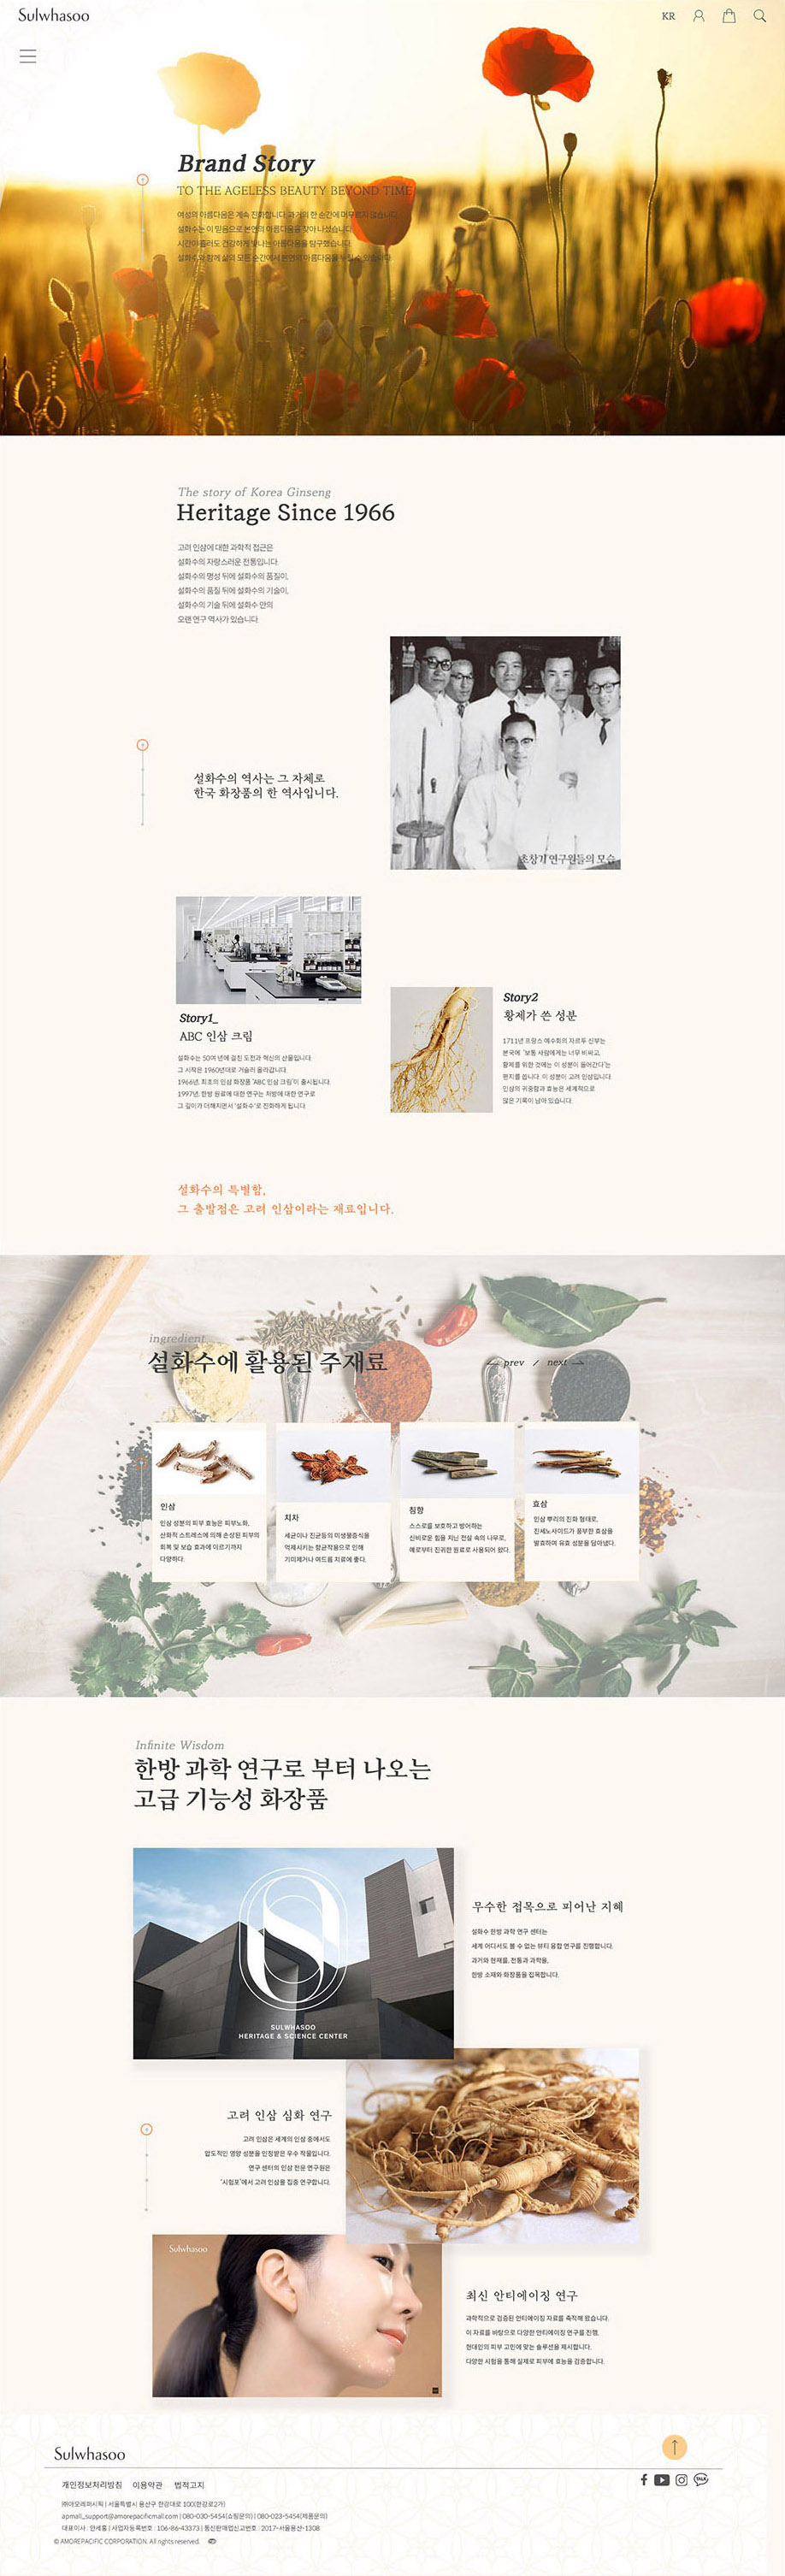 Sulwhasoo
KR
Brand Story
TO THE AGELESS BEAUTY BEYOND TIME
여성의 아름다움은 계속 진화합니다. 과거의 한 순간에 머무르지 않습니다.
설화수는 이 믿음으로 본연의 아름다움을 찾아 나섰습니다.
시간이 흘러도 건강하게 빛나는 아름다움을 탐구했습니다.
설화수와 함께 삶의 모든 순간에서 본연의 아름다움을 누릴 수 있습니다.
The story of Korea Ginseng
Heritage Since 1966
고려 인삼에 대한 과학적 접근은
설화수의 자랑스러운 전통입니다.
설화수의 명성 뒤에 설화수의 품질이,
설화수의 품질 뒤에 설화수의 기술이,
설화수의 기술 뒤에 설화수 만의
오랜 연구 역사가 있습니다.
설화수의 역사는 그 자체로
한국 화장품의 한 역사입니다.
초창기 연구원들의 모습
Story1_
ABC 인삼 크림
설화수는 50여 년에 걸친 도전과 혁신의 산물입니다.
그 시작은 1960년대로 거슬러 올라갑니다.
1966년, 최초의 인삼 화장품 'ABC 인삼 크림'이 출시됩니다.
1997년, 한방 원료에 대한 연구는 처방에 대한 연구로
그 깊이가 더해지면서 '설화수'로 진화하게 됩니다.
Story2
황제가 쓴 성분
1711년 프랑스 예수회의 자르투 신부는
본국에 "보통 사람에게는 너무 비싸고,
황제를 위한 것에는 이 성분이 들어간다"는
편지를 씁니다. 이 성분이 고려 인삼입니다.
인삼의 귀중함과 효능은 세계적으로
많은 기록이 남아 있습니다.
설화수의 특별함,
그 출발점은 고려 인삼이라는 재료입니다.
ingredient
설화수에 활용된 주재료
prev / next
인삼
인삼 성분의 피부 효능은 피부노화,
산화적 스트레스에 의해 손상된 피부의
회복 및 보습 효과에 이르기까지
다양하다.
치자
세균이나 진균등의 미생물증식을
억제시키는 항균작용으로 인해
기미제거나 여드름 치료에 좋다.
침향
스스로를 보호하고 방어하는
신비로운 힘을 지닌 전설 속의 나무로,
예로부터 진귀한 원료로 사용되어 왔다.
효삼
인삼 뿌리의 진화 형태로,
진세노사이드가 풍부한 효삼을
발효하여 유효 성분을 담아냈다.
Infinite Wisdom
한방 과학 연구로 부터 나오는
고급 기능성 화장품
SULWHASOO
HERITAGE & SCIENCE CENTER
무수한 접목으로 피어난 지혜
설화수 한방 과학 연구 센터는
세계 어디서도 볼 수 없는 뷰티 융합 연구를 진행합니다.
과거와 현재를, 전통과 과학을,
한방 소재와 화장품을 접목합니다.
고려 인삼 심화 연구
고려 인삼은 세계의 인삼 중에서도
압도적인 영양 성분을 인정받은 우수 작물입니다.
연구 센터의 인삼 전문 연구원은
'시험포'에서 고려 인삼을 집중 연구합니다.
Sulwhasoo
최신 안티에이징 연구
과학적으로 검증된 안티에이징 자료를 축적해 왔습니다.
이 자료를 바탕으로 다양한 안티에이징 연구를 진행,
현대인의 피부 고민에 맞는 솔루션을 제시합니다.
다양한 시험을 통해 실제로 피부에 효능을 검증합니다.
Sulwhasoo
개인정보처리방침 이용약관 법적고지
㈜아모레퍼시픽 | 서울특별시 용산구 한강대로 100(한강로2가)
apmall_support@amorepacificmall.com | 080-030-5454(쇼핑문의) | 080-023-5454(제품문의)
대표이사 : 안세홍 | 사업자등록번호 : 106-86-43373 | 통신판매업신고번호 : 2017-서울용산-1308
© AMOREPACIFIC CORPORATION. All rights reserved.
TALK